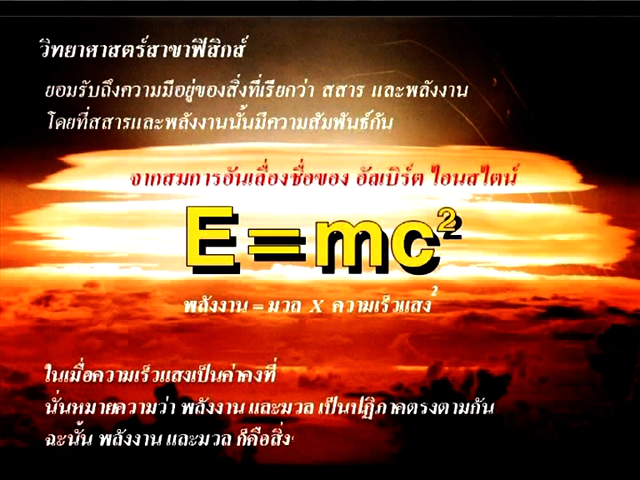 วิทยาศาสตร์สาขาฟิสิกส์
ยอมรับถึงความมีอยู่ของสิ่งที่เรียกว่า สสาร และพลังงาน
โดยที่สสารและพลังงานนั้นมีความสัมพันธ์กัน
จากสมการอันเลื่องชื่อของ อัลเบิร์ต ไอนสไตน์
E=mc²
พลังงาน = มวล X ความเร็วแสง²
ในเมื่อความเร็วแสงเป็นค่าคงที่
นั่นหมายความว่า พลังงาน และมวล เป็นปฏิภาคตรงตามกัน
ฉะนั้น พลังงาน และมวล ก็คือสิ่ง